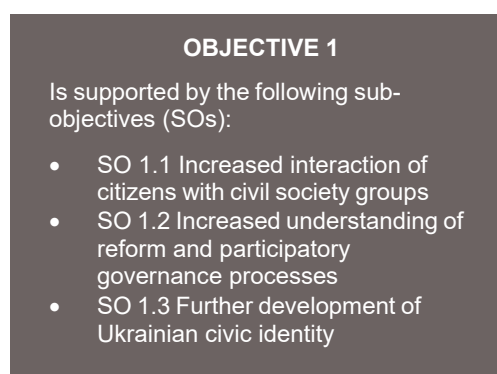 OBJECTIVE 1
Is supported by the following sub-
objectives (SOs):
• SO 1.1 Increased interaction of
citizens with civil society groups
• SO 1.2 Increased understanding of
reform and participatory
governance processes
• SO 1.3 Further development of
Ukrainian civic identity